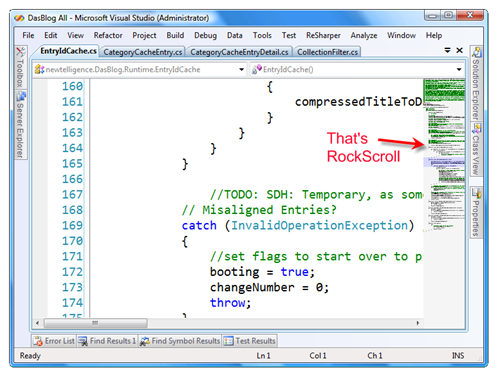 DasBlog All - Microsoft Visual Studio (Administrator)
File Edit View Refactor Project Build Debug Data Tools Test ReSharper Analyze Window Help
EntryIdCache.cs CategoryCacheEntry.cs CategoryCacheEntryDetail.cs CollectionFilter.cs
newtelligence.DasBlog.Runtime.EntryIdCache EntryIdCache()
Toolbox
Server Explorer
160 {
161 compressedTitleToD
162 }
163 }
164 }
165 }
166
167 //TODO: SDH: Temporary, as som
168 // Misaligned Entries?
169 catch (InvalidOperationException)
170 {
171 //set flags to start over to p
172 booting = true;
173 changeNumber = 0;
174 throw;
175 }
That's
RockScroll
Solution Explorer
Class View
Properties
Error List Find Results 1 Find Symbol Results Test Results
Ready Ln 1 Col 1 Ch 1 INS